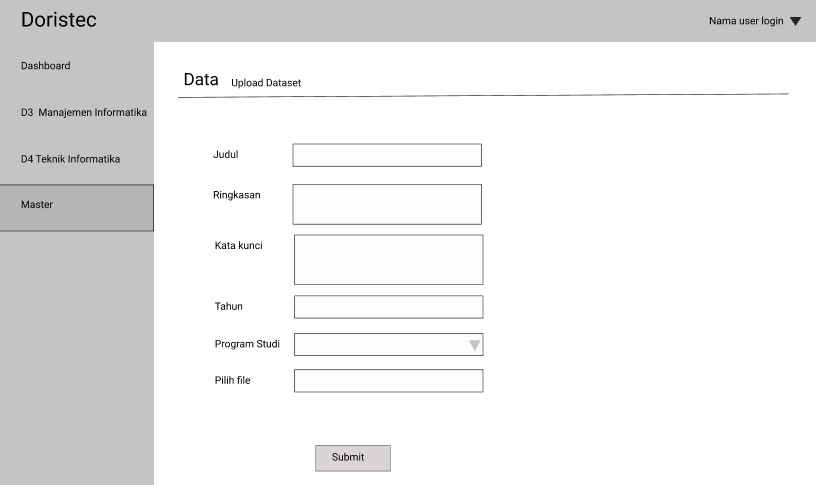 Doristec
Nama user login
Dashboard
D3 Manajemen Informatika
D4 Teknik Informatika
Master
Data Upload Dataset
Judul
Ringkasan
Kata kunci
Tahun
Program Studi
Pilih file
Submit